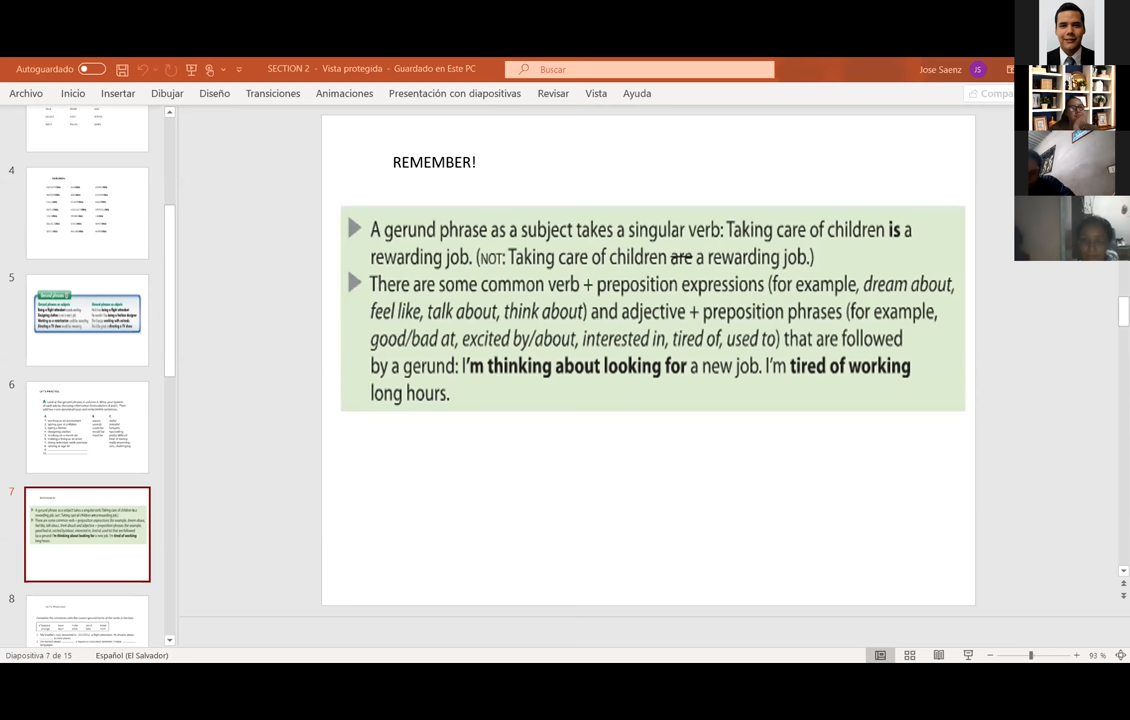 Autoguardado
SECTION 2 - Vista protegida - Guardado en Este PC
Buscar
Jose Saenz
JS
Archivo Inicio Insertar Dibujar Diseño Transiciones Animaciones Presentación con diapositivas Revisar Vista Ayuda
4
5
6
7
8
REMEMBER!
A gerund phrase as a subject takes a singular verb: Taking care of children is a
rewarding job. (NOT: Taking care of children are a rewarding job.)
There are some common verb + preposition expressions (for example, dream about,
feel like, talk about, think about) and adjective + preposition phrases (for example,
good/bad at, excited by/about, interested in, tired of, used to) that are followed
by a gerund: I'm thinking about looking for a new job. I'm tired of working
long hours.
Diapositiva 7 de 15
Español (El Salvador)
93 %